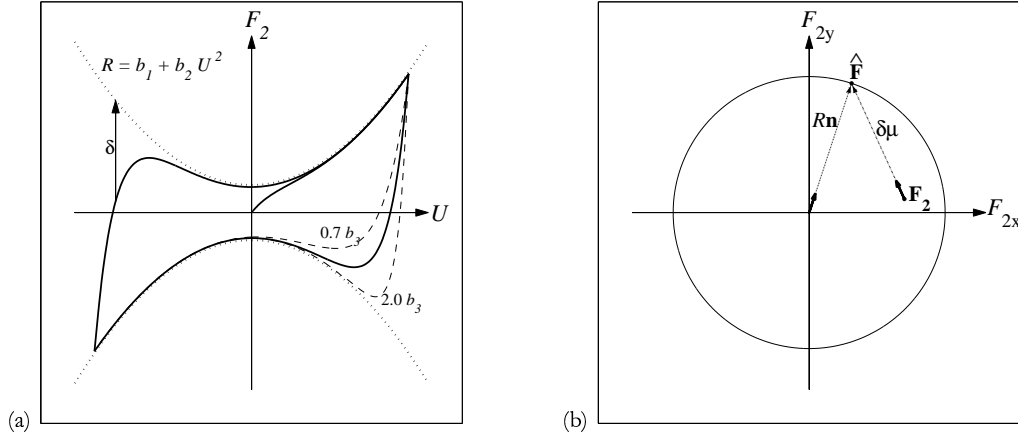 F₂
R = b₁ + b₂ U²
δ
U
0.7 b₃
2.0 b₃
(a)
F₂y
F̂
Rn
δμ
F₂
F₂x
(b)